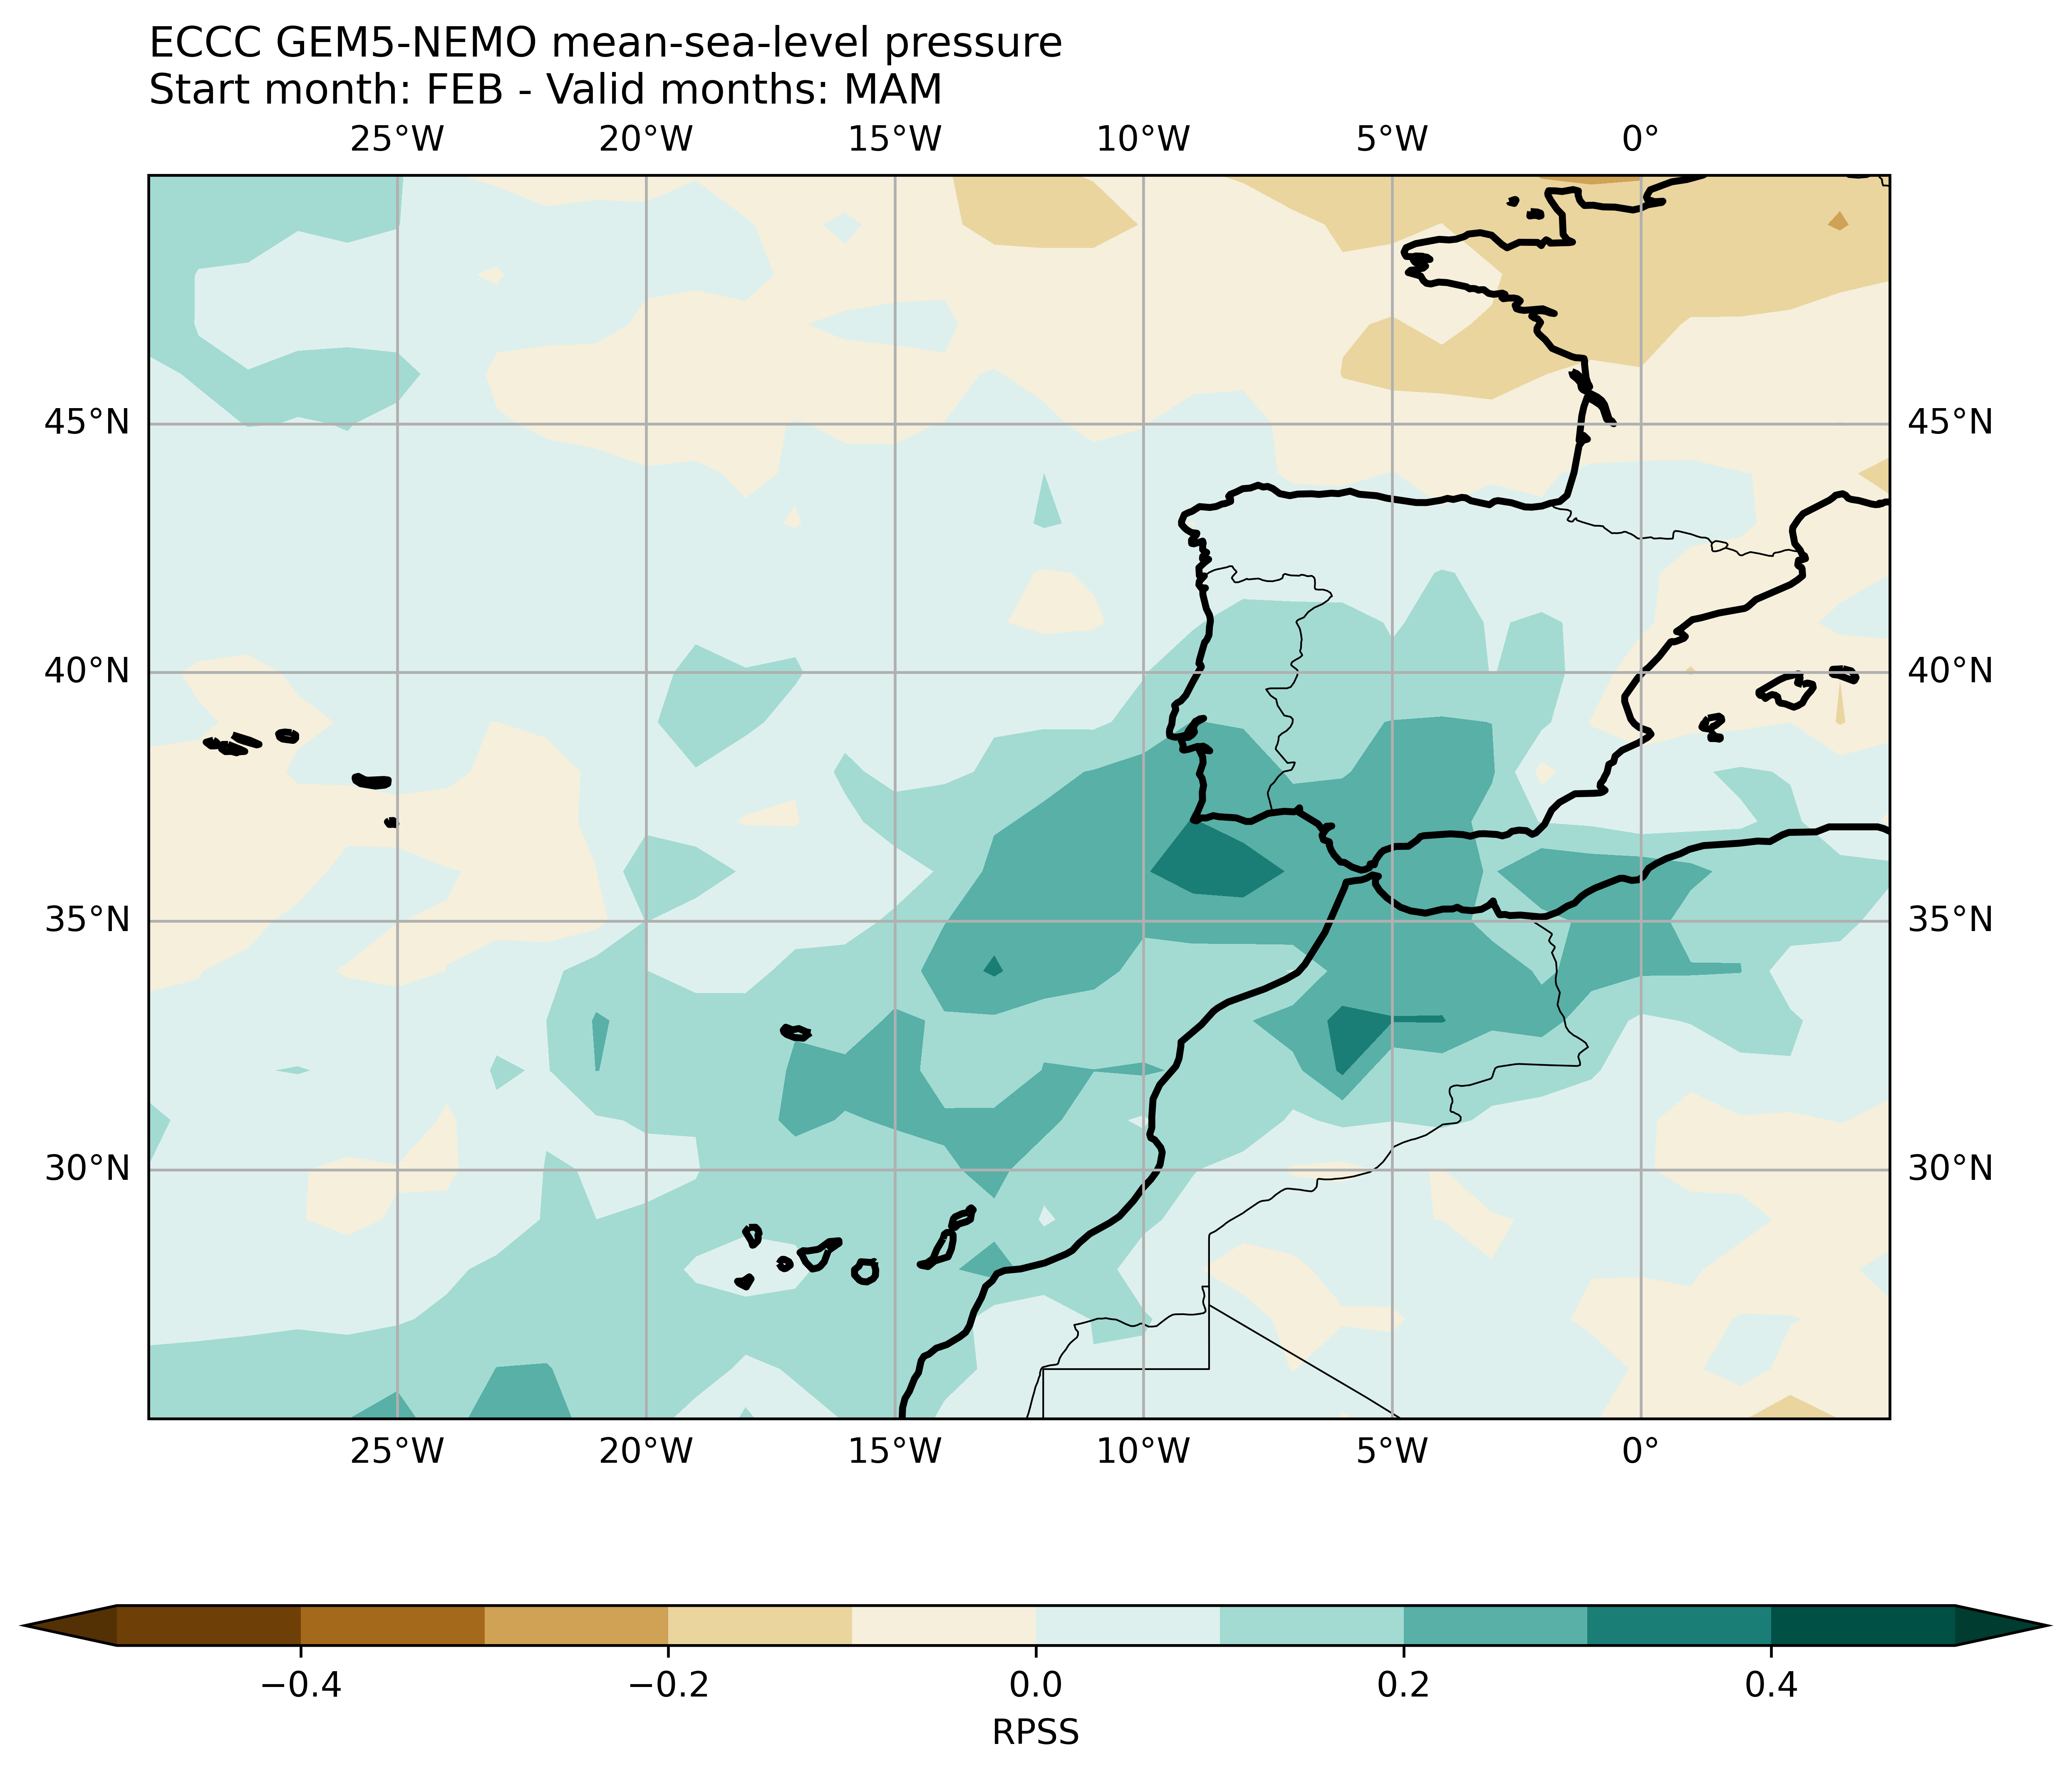 ECCC GEM5-NEMO mean-sea-level pressure
Start month: FEB - Valid months: MAM
25°W 20°W 15°W 10°W 5°W 0°
45°N 45°N
40°N 40°N
35°N 35°N
30°N 30°N
25°W 20°W 15°W 10°W 5°W 0°
−0.4 −0.2 0.0 0.2 0.4
RPSS